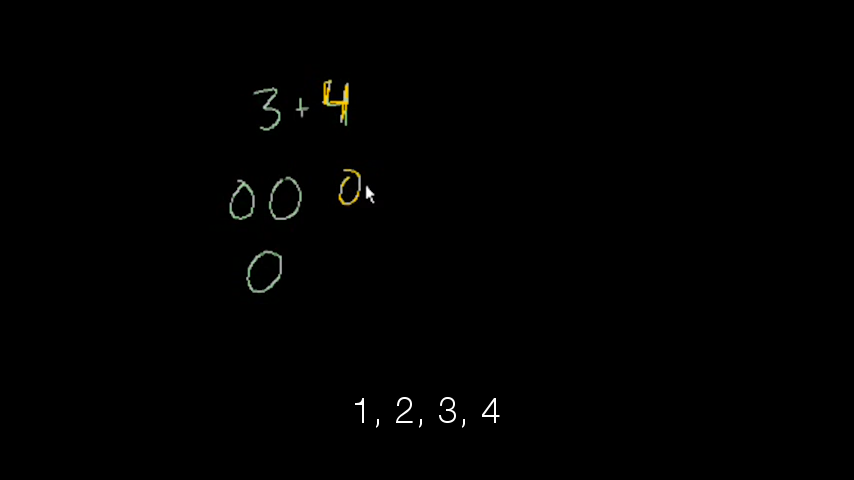 3 + 4
1, 2, 3, 4